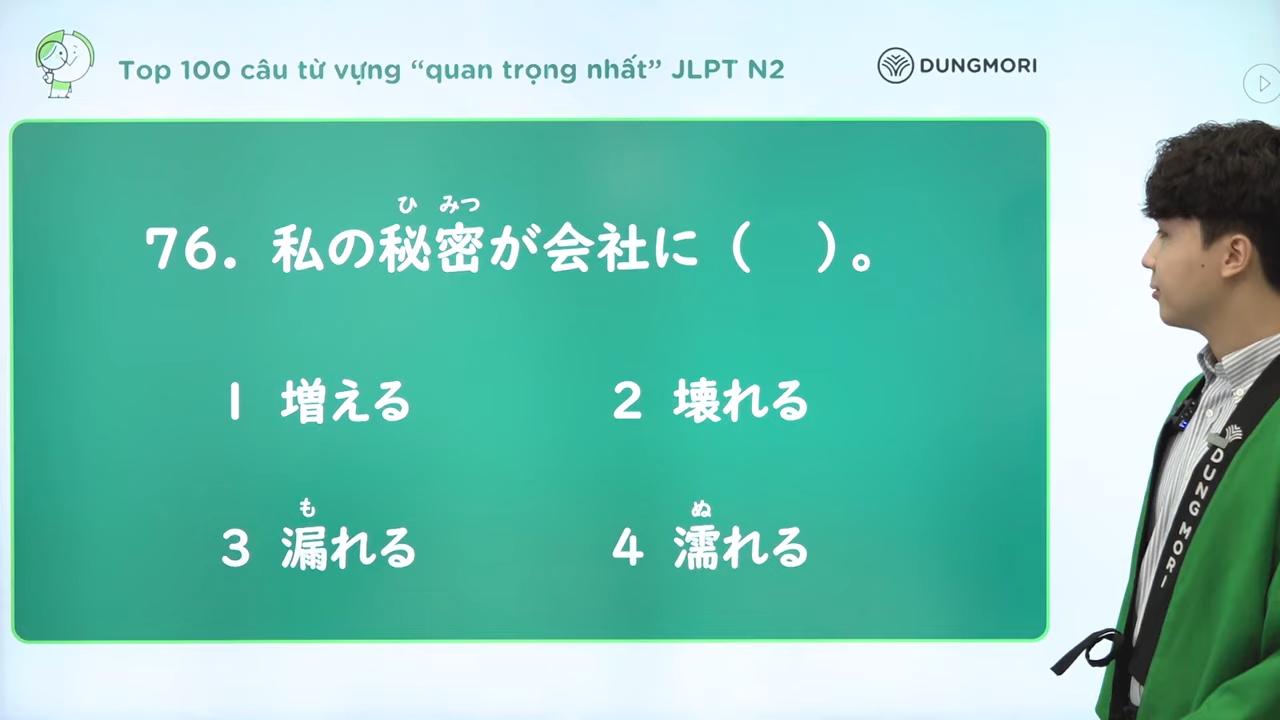 Top 100 câu từ vựng “quan trọng nhất” JLPT N2
DUNGMORI
ひ みつ
76. 私の秘密が会社に（ ）。
1 増える
2 壊れる
も
3 漏れる
ぬ
4 濡れる
DUNGMORI